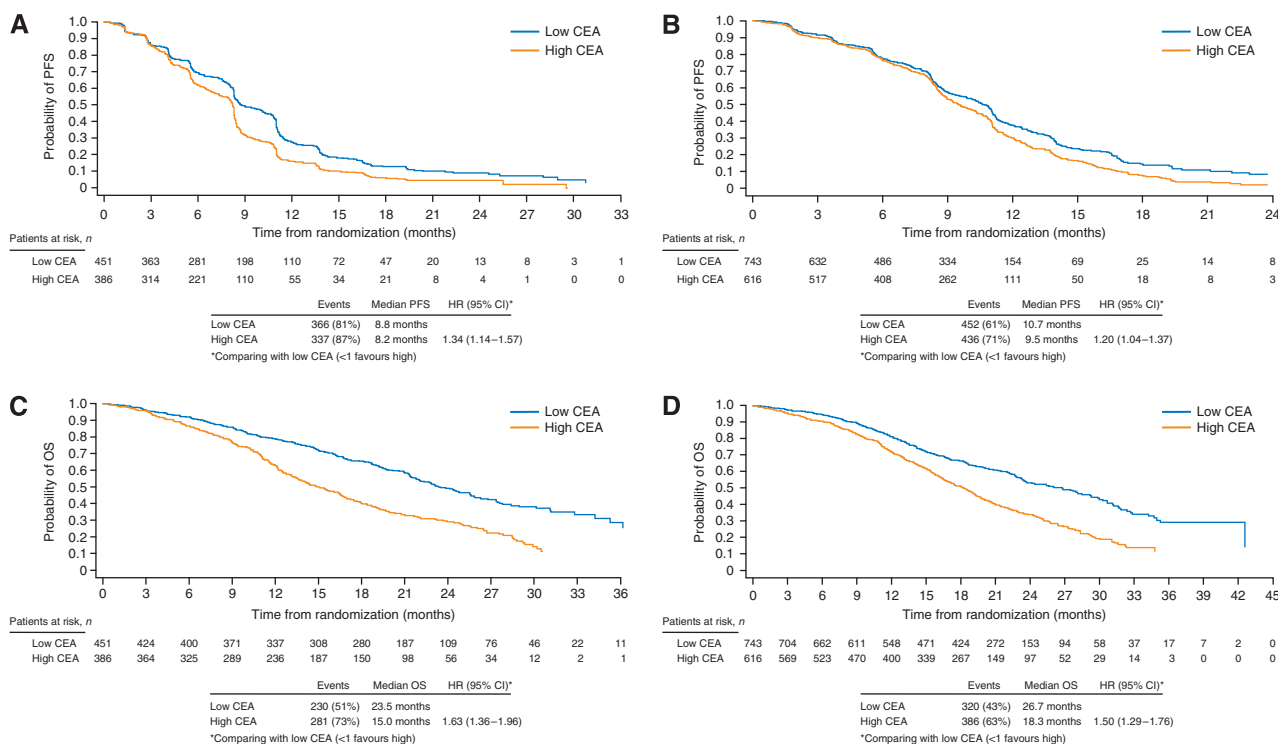 A
Low CEA
High CEA
Probability of PFS
1.0
0.9
0.8
0.7
0.6
0.5
0.4
0.3
0.2
0.1
0
0 3 6 9 12 15 18 21 24 27 30 33
Time from randomization (months)
Patients at risk, n
Low CEA 451 363 281 198 110 72 47 20 13 8 3 1
High CEA 386 314 221 110 55 34 21 8 4 1 0 0
Events Median PFS HR (95% CI)*
Low CEA 366 (81%) 8.8 months
High CEA 337 (87%) 8.2 months 1.34 (1.14–1.57)
*Comparing with low CEA (<1 favours high)
B
Low CEA
High CEA
Probability of PFS
1.0
0.9
0.8
0.7
0.6
0.5
0.4
0.3
0.2
0.1
0
0 3 6 9 12 15 18 21 24
Time from randomization (months)
Patients at risk, n
Low CEA 743 632 486 334 154 69 25 14 8
High CEA 616 517 408 262 111 50 18 8 3
Events Median PFS HR (95% CI)*
Low CEA 452 (61%) 10.7 months
High CEA 436 (71%) 9.5 months 1.20 (1.04–1.37)
*Comparing with low CEA (<1 favours high)
C
Low CEA
High CEA
Probability of OS
1.0
0.9
0.8
0.7
0.6
0.5
0.4
0.3
0.2
0.1
0
0 3 6 9 12 15 18 21 24 27 30 33 36
Time from randomization (months)
Patients at risk, n
Low CEA 451 424 400 371 337 308 280 187 109 76 46 22 11
High CEA 386 364 325 289 236 187 150 98 56 34 12 2 1
Events Median OS HR (95% CI)*
Low CEA 230 (51%) 23.5 months
High CEA 281 (73%) 15.0 months 1.63 (1.36–1.96)
*Comparing with low CEA (<1 favours high)
D
Low CEA
High CEA
Probability of OS
1.0
0.9
0.8
0.7
0.6
0.5
0.4
0.3
0.2
0.1
0
0 3 6 9 12 15 18 21 24 27 30 33 36 39 42 45
Time from randomization (months)
Patients at risk, n
Low CEA 743 704 662 611 548 471 424 272 153 94 58 37 17 7 2 0
High CEA 616 569 523 470 400 339 267 149 97 52 29 14 3 0 0 0
Events Median OS HR (95% CI)*
Low CEA 320 (43%) 26.7 months
High CEA 386 (63%) 18.3 months 1.50 (1.29–1.76)
*Comparing with low CEA (<1 favours high)